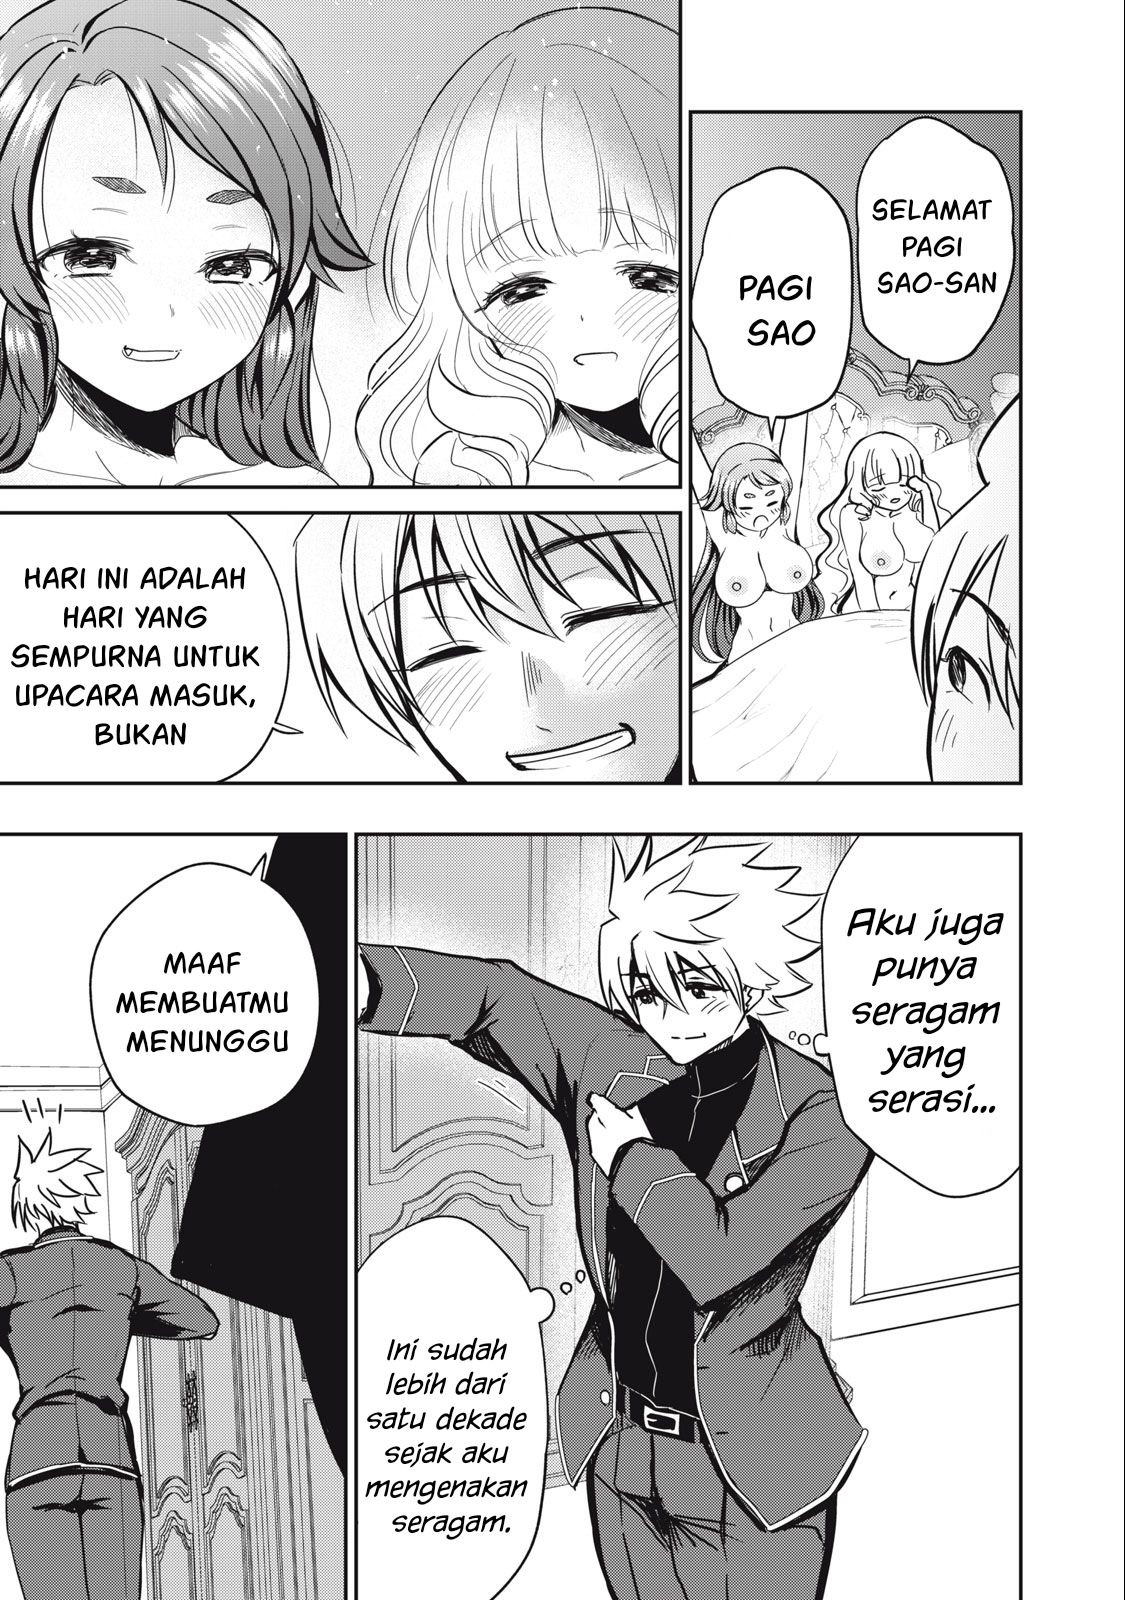 SELAMAT
PAGI
SAO-SAN
PAGI
SAO
HARI INI ADALAH
HARI YANG
SEMPURNA UNTUK
UPACARA MASUK,
BUKAN
Aku juga
punya
seragam
yang
serasi...
Ini sudah
lebih dari
satu dekade
sejak aku
mengenakan
seragam.
MAAF
MEMBUATMU
MENUNGGU